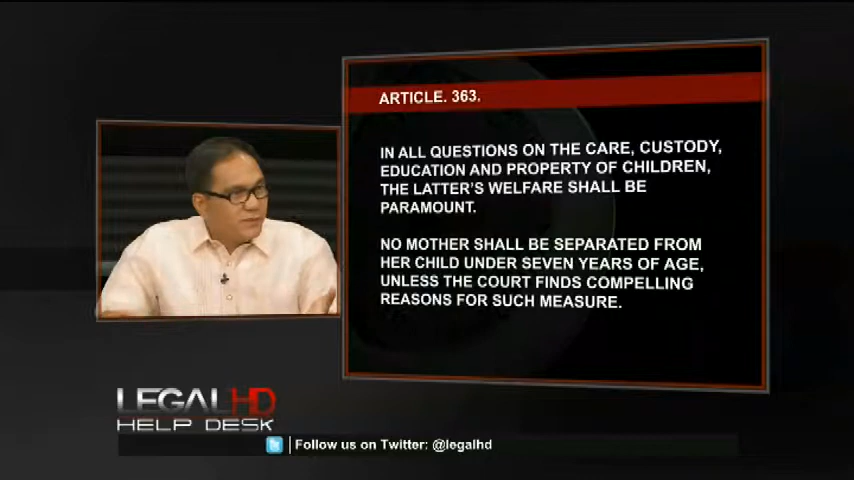 ARTICLE. 363.
IN ALL QUESTIONS ON THE CARE, CUSTODY,
EDUCATION AND PROPERTY OF CHILDREN,
THE LATTER'S WELFARE SHALL BE
PARAMOUNT.
NO MOTHER SHALL BE SEPARATED FROM
HER CHILD UNDER SEVEN YEARS OF AGE,
UNLESS THE COURT FINDS COMPELLING
REASONS FOR SUCH MEASURE.
LEGALHD
HELP DESK
Follow us on Twitter: @legalhd